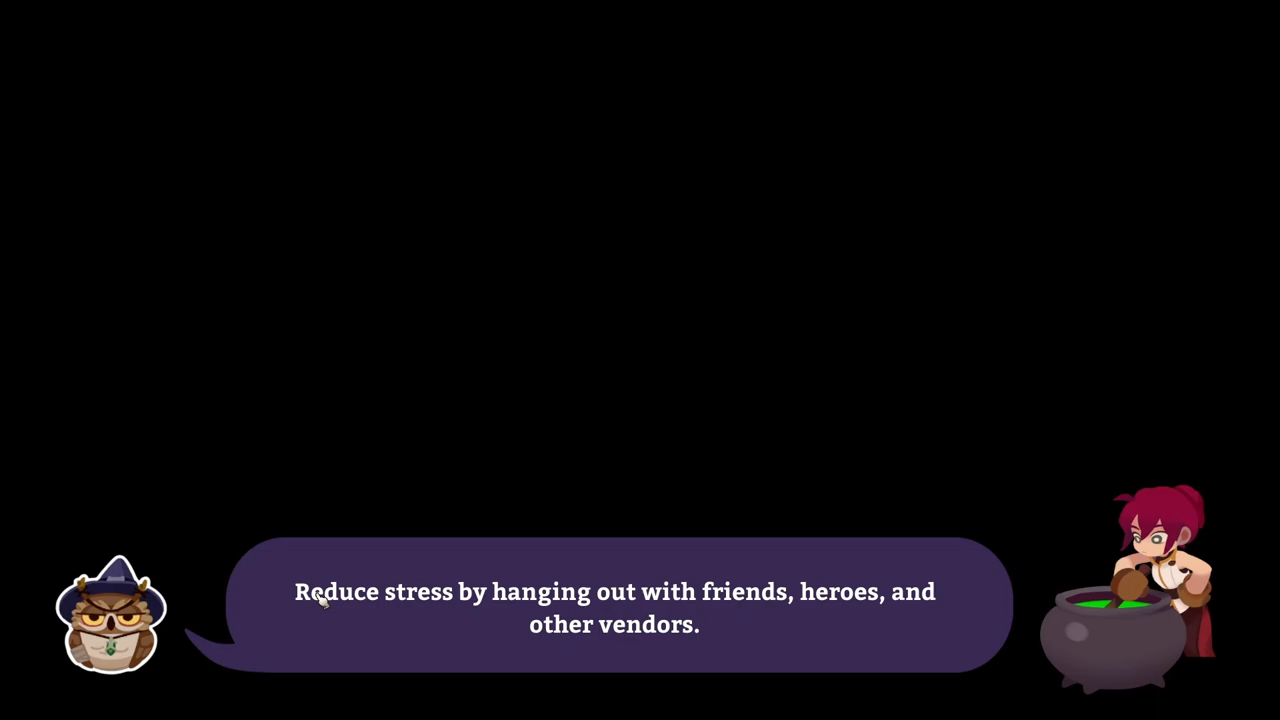 Reduce stress by hanging out with friends, heroes, and
other vendors.